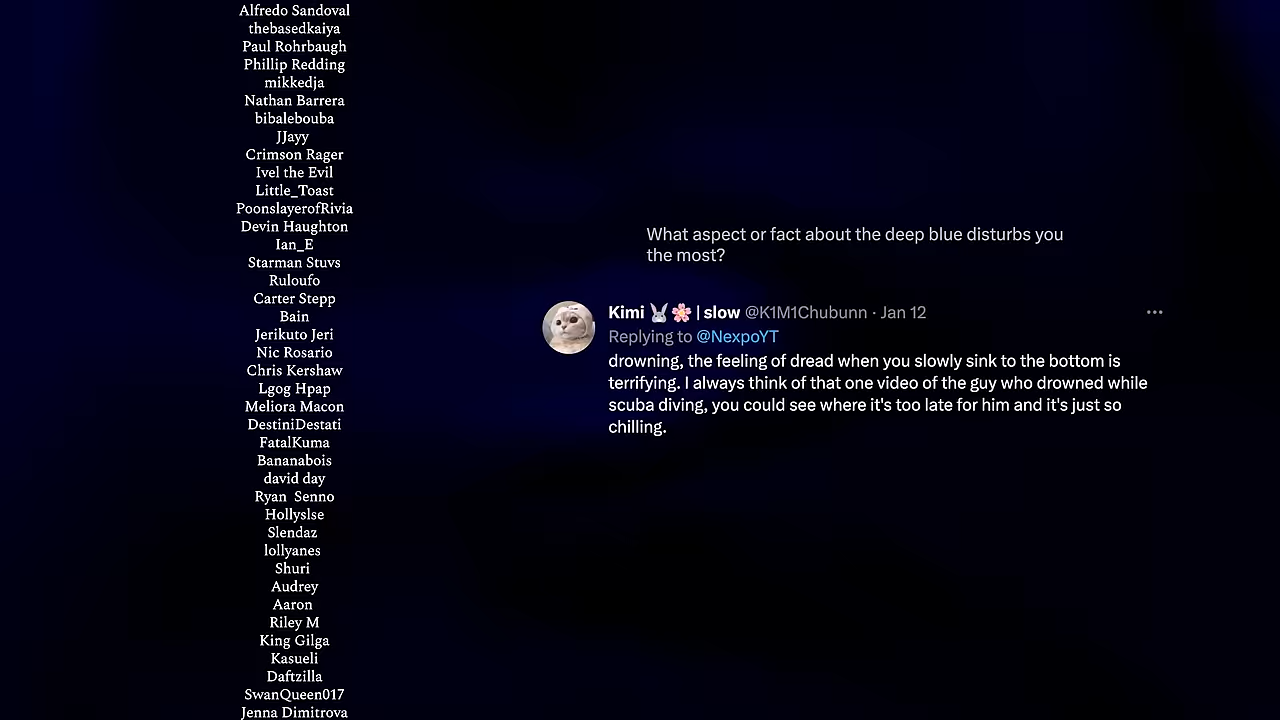 Alfredo Sandoval
thebasedkaiya
Paul Rohrbaugh
Phillip Redding
mikkedja
Nathan Barrera
bibalebouba
JJayy
Crimson Rager
Ivel the Evil
Little_Toast
PoonslayerofRivia
Devin Haughton
Ian_E
Starman Stuvs
Ruloufo
Carter Stepp
Bain
Jerikuto Jeri
Nic Rosario
Chris Kershaw
Lgog Hpap
Meliora Macon
DestiniDestati
FatalKuma
Bananabois
david day
Ryan  Senno
Hollyslse
Slendaz
lollyanes
Shuri
Audrey
Aaron
Riley M
King Gilga
Kasueli
Daftzilla
SwanQueen017
Jenna Dimitrova
What aspect or fact about the deep blue disturbs you
the most?
Kimi 🐰🌸 | slow @K1M1Chubunn · Jan 12
Replying to @NexpoYT
drowning, the feeling of dread when you slowly sink to the bottom is
terrifying. I always think of that one video of the guy who drowned while
scuba diving, you could see where it's too late for him and it's just so
chilling.